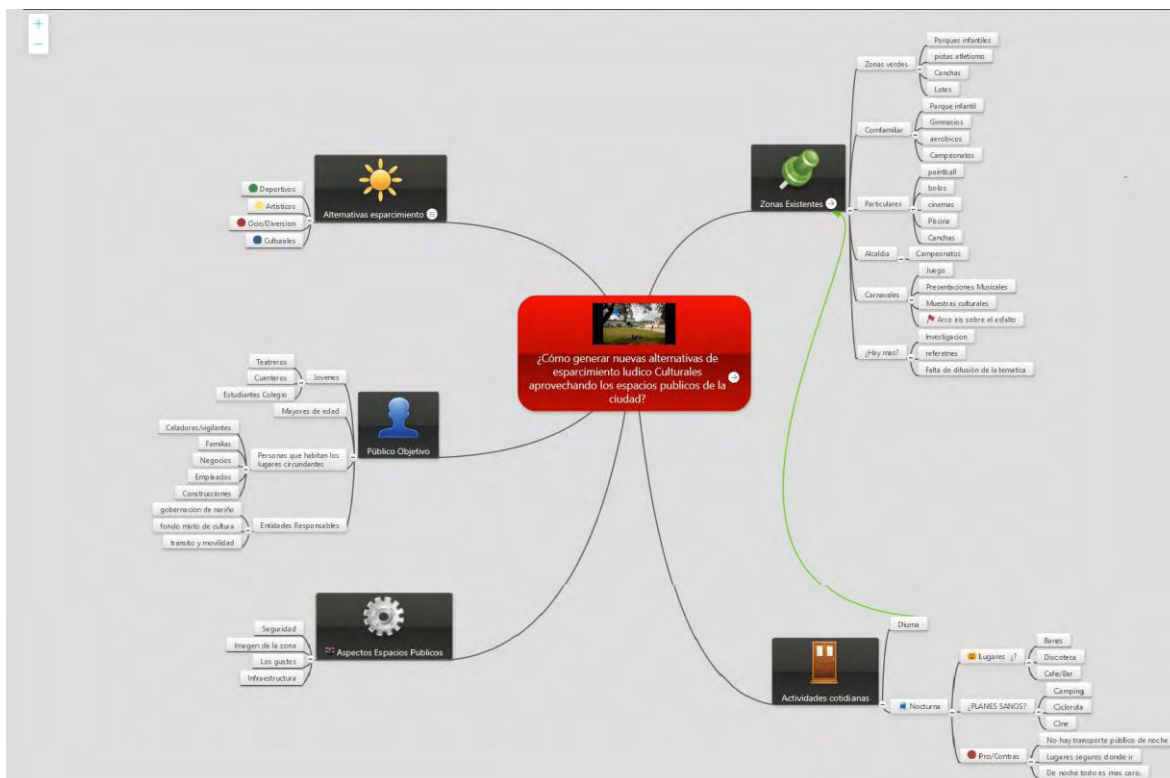 +
−
Alternativas esparcimiento
Deportivos
Artisticos
Ocio/Diversion
Culturales
Público Objetivo
Jovenes
Teatreros
Cuenteros
Estudiantes Colegio
Mayores de edad
Personas que habitan los
lugares circundantes
Celadores/vigilantes
Familias
Negocios
Empleados
Construcciones
Entidades Responsables
gobernacion de nariño
fondo mixto de cultura
transito y movilidad
Aspectos Espacios Publicos
Seguridad
Imagen de la zona
Los gustos
Infraestructura
¿Cómo generar nuevas alternativas de
esparcimiento ludico Culturales
aprovechando los espacios publicos de la
ciudad?
Zonas Existentes
Zonas verdes
Parques infantiles
pistas atletismo
Canchas
Lotes
Comfamiliar
Parque infantil
Gimnasios
aerobicos
Campeonatos
Particulares
paintball
bolos
cinemas
Piscina
Canchas
Alcaldia
Campeonatos
Carnavales
Juego
Presentaciones Musicales
Muestras culturales
Arco iris sobre el asfalto
¿Hay mas?
Investigacion
referetnes
Falta de difusión de la tematica
Actividades cotidianas
Diurna
Nocturna
Lugares ¿?
Bares
Discoteca
Cafe/Bar
¿PLANES SANOS?
Camping
Cicloruta
Cine
Pro/Contras
No hay transporte público de noche
Lugares seguros donde ir
De noche todo es mas caro.